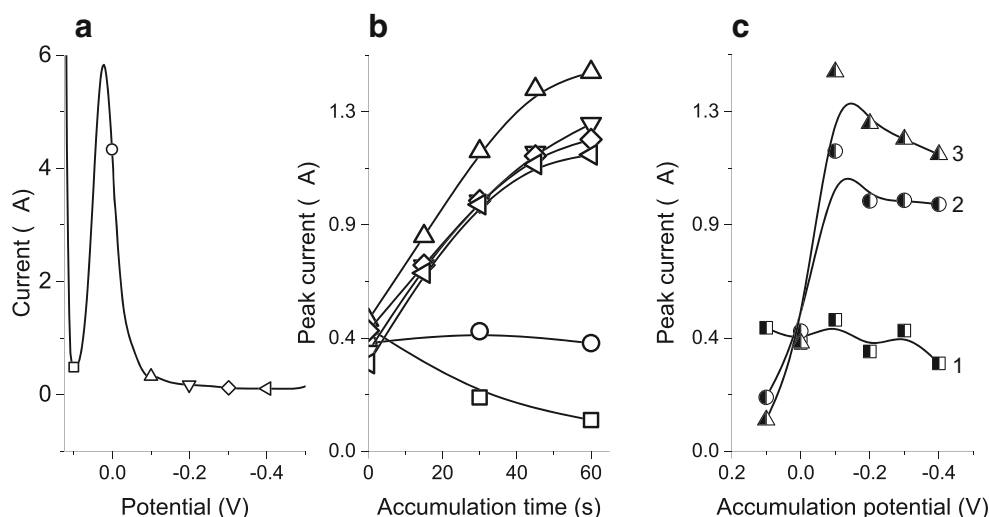 a
b
c
6
4
2
0
Current ( A)
0.0 -0.2 -0.4
Potential (V)
1.3
0.9
0.4
0.0
Peak current ( A)
0 20 40 60
Accumulation time (s)
1.3
0.9
0.4
0.0
Peak current ( A)
0.2 0.0 -0.2 -0.4
Accumulation potential (V)
3
2
1